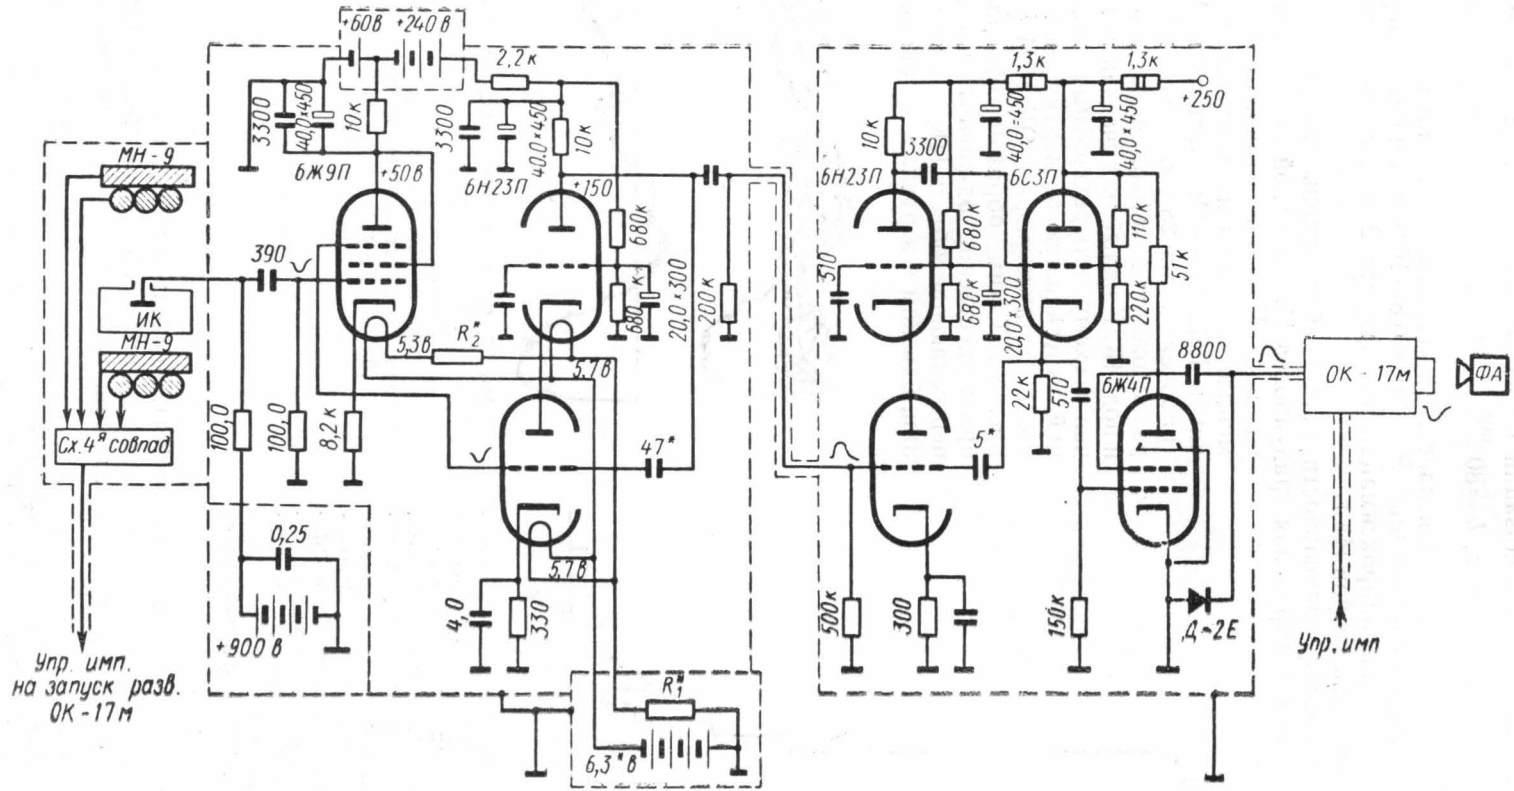 +60в
+240 в
2,2к
3300
40,0×450
10к
3300
40,0×450
10к
6Ж9П
+50в
6Н23П
+150
МН-9
390
ИК
МН-9
Сх.4ᴽ совпад
100,0
100,0
8,2к
5,3в
R₂*
5,7в
680к
680к
20,0×300
200к
47*
5,7в
4,0
330
0,25
+900 в
Упр. имп.
на запуск разв.
ОК-17м
R₁*
6,3*в
1,3к
1,3к
+250
10к
3300
40,0=450
40,0×450
6Н23П
6С3П
510
680к
680к
20,0×300
110к
220к
51к
22к
510
6Ж4П
8800
5*
500к
300
150к
Д-2Е
ОК-17м
ФА
Упр. имп